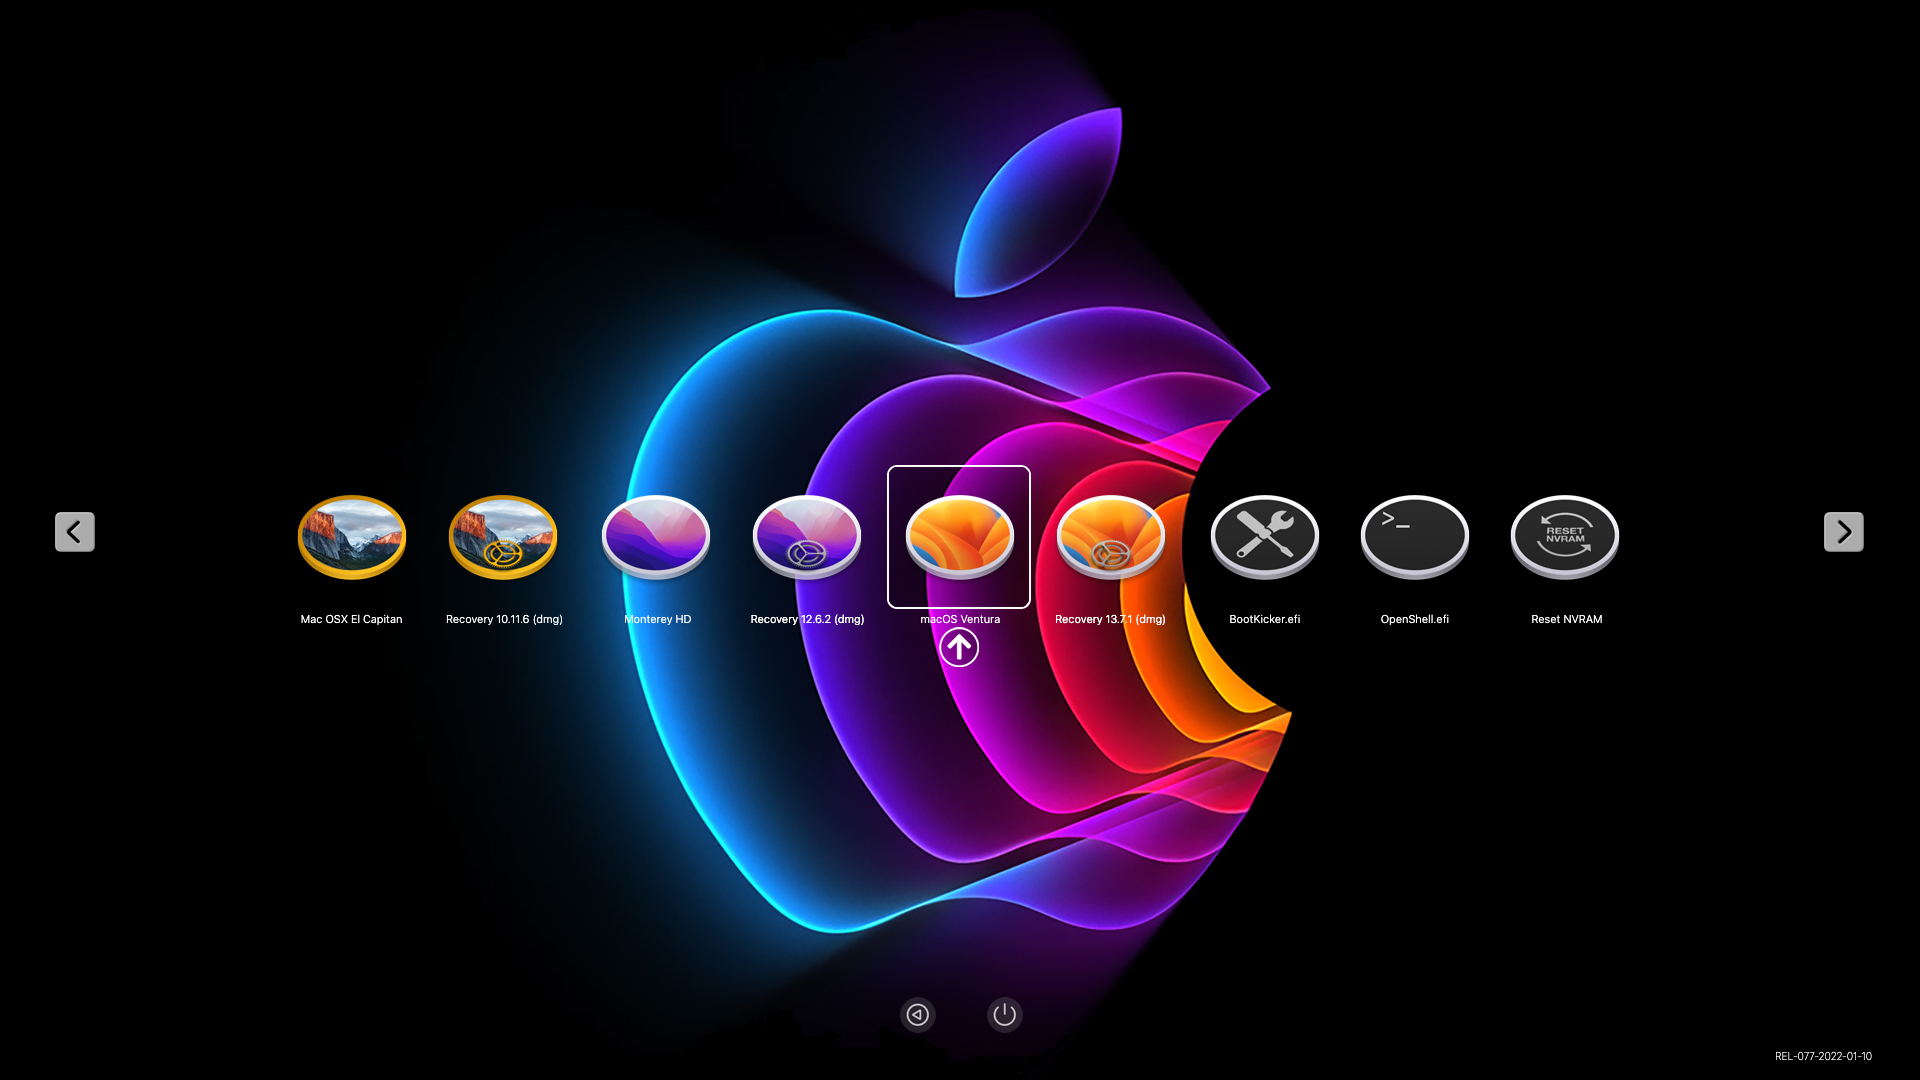 Mac OSX El Capitan
Recovery 10.11.6 (dmg)
Monterey HD
Recovery 12.6.2 (dmg)
macOS Ventura
Recovery 13.7.1 (dmg)
>_
RESET
NVRAM
BootKicker.efi
OpenShell.efi
Reset NVRAM
REL-077-2022-01-10